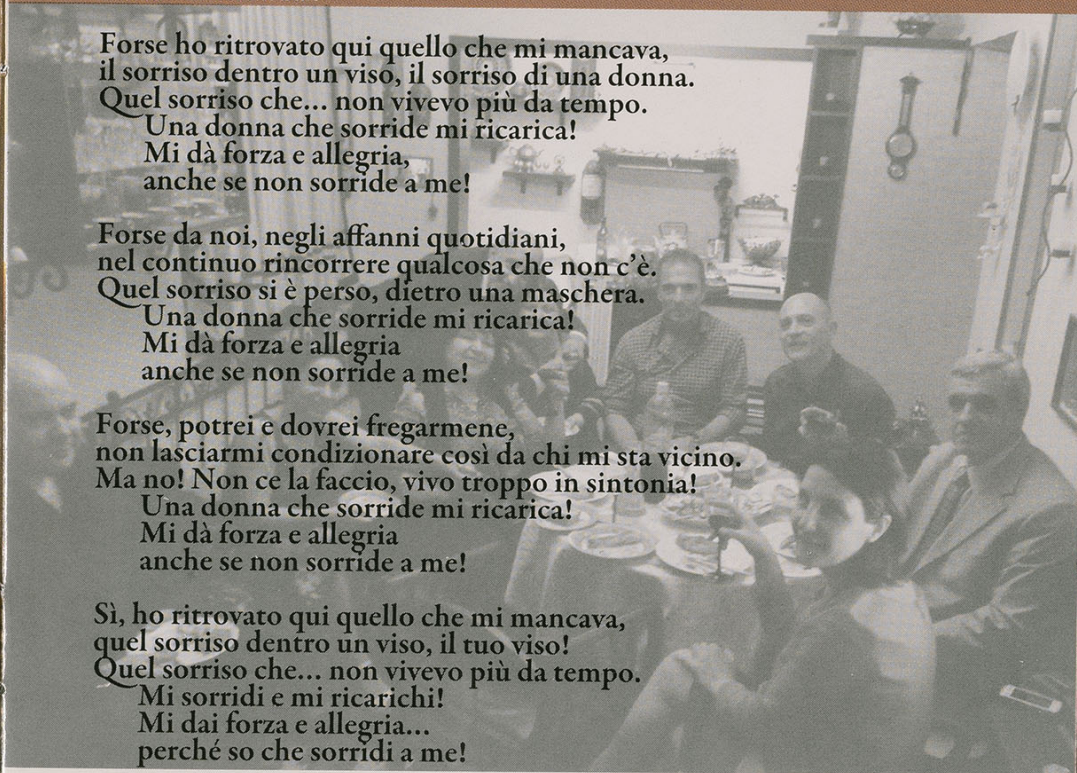 Forse ho ritrovato qui quello che mi mancava,
il sorriso dentro un viso, il sorriso di una donna.
Quel sorriso che... non vivevo più da tempo.
Una donna che sorride mi ricarica!
Mi dà forza e allegria,
anche se non sorride a me!
Forse da noi, negli affanni quotidiani,
nel continuo rincorrere qualcosa che non c'è.
Quel sorriso si è perso, dietro una maschera.
Una donna che sorride mi ricarica!
Mi dà forza e allegria
anche se non sorride a me!
Forse, potrei e dovrei fregarmene,
non lasciarmi condizionare così da chi mi sta vicino.
Ma no! Non ce la faccio, vivo troppo in sintonia!
Una donna che sorride mi ricarica!
Mi dà forza e allegria
anche se non sorride a me!
Sì, ho ritrovato qui quello che mi mancava,
quel sorriso dentro un viso, il tuo viso!
Quel sorriso che... non vivevo più da tempo.
Mi sorridi e mi ricarichi!
Mi dai forza e allegria...
perché so che sorridi a me!